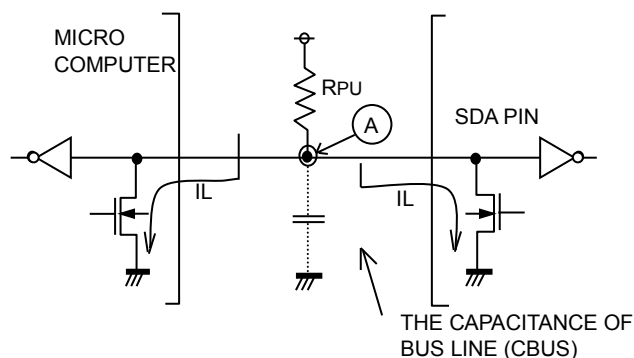 MICRO
COMPUTER
RPU
A
SDA PIN
IL
IL
THE CAPACITANCE OF
BUS LINE (CBUS)